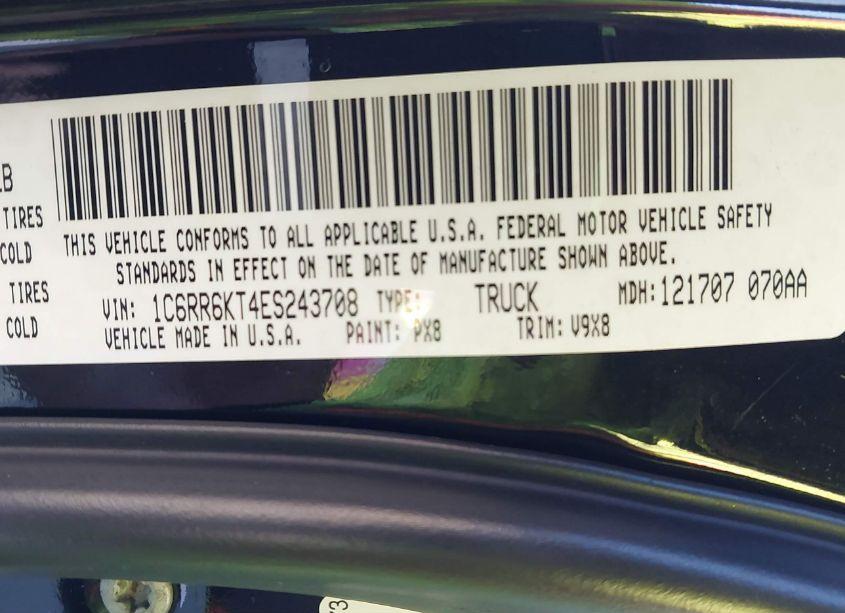 LB
TIRES
COLD
THIS VEHICLE CONFORMS TO ALL APPLICABLE U.S.A. FEDERAL MOTOR VEHICLE SAFETY
STANDARDS IN EFFECT ON THE DATE OF MANUFACTURE SHOWN ABOVE.
TIRES
VIN: 1C6RR6KT4ES243708 TYPE: TRUCK MDH:121707 070AA
COLD
VEHICLE MADE IN U.S.A. PAINT: PX8 TRIM: V9X8